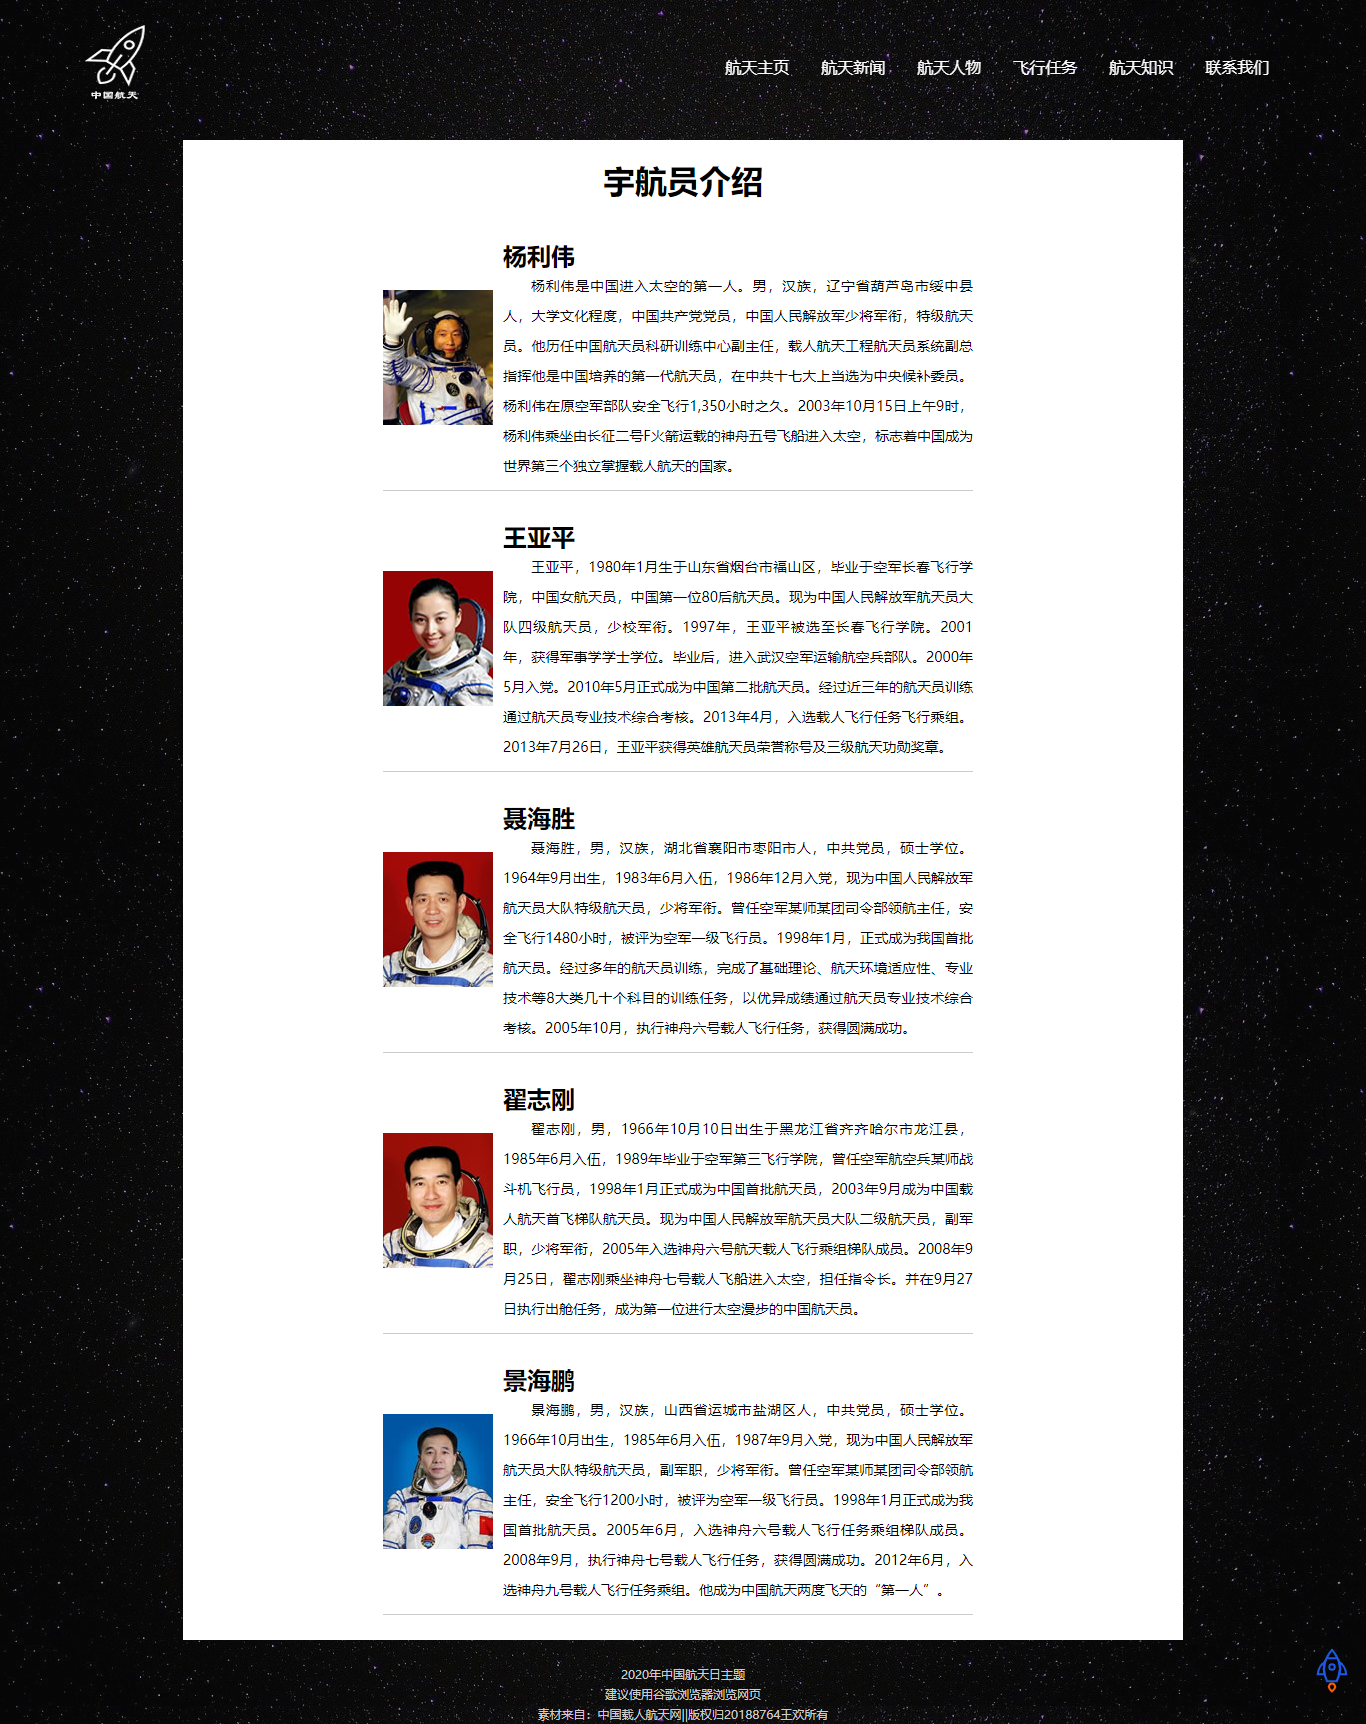 中国航天
航天主页 航天新闻 航天人物 飞行任务 航天知识 联系我们
宇航员介绍
杨利伟
杨利伟是中国进入太空的第一人。男，汉族，辽宁省葫芦岛市绥中县
人，大学文化程度，中国共产党党员，中国人民解放军少将军衔，特级航天
员。他历任中国航天员科研训练中心副主任，载人航天工程航天员系统副总
指挥他是中国培养的第一代航天员，在中共十七大上当选为中央候补委员。
杨利伟在原空军部队安全飞行1,350小时之久。2003年10月15日上午9时，
杨利伟乘坐由长征二号F火箭运载的神舟五号飞船进入太空，标志着中国成为
世界第三个独立掌握载人航天的国家。
王亚平
王亚平，1980年1月生于山东省烟台市福山区，毕业于空军长春飞行学
院，中国女航天员，中国第一位80后航天员。现为中国人民解放军航天员大
队四级航天员，少校军衔。1997年，王亚平被选至长春飞行学院。2001
年，获得军事学学士学位。毕业后，进入武汉空军运输航空兵部队。2000年
5月入党。2010年5月正式成为中国第二批航天员。经过近三年的航天员训练
通过航天员专业技术综合考核。2013年4月，入选载人飞行任务飞行乘组。
2013年7月26日，王亚平获得英雄航天员荣誉称号及三级航天功勋奖章。
聂海胜
聂海胜，男，汉族，湖北省襄阳市枣阳市人，中共党员，硕士学位。
1964年9月出生，1983年6月入伍，1986年12月入党，现为中国人民解放军
航天员大队特级航天员，少将军衔。曾任空军某师某团司令部领航主任，安
全飞行1480小时，被评为空军一级飞行员。1998年1月，正式成为我国首批
航天员。经过多年的航天员训练，完成了基础理论、航天环境适应性、专业
技术等8大类几十个科目的训练任务，以优异成绩通过航天员专业技术综合
考核。2005年10月，执行神舟六号载人飞行任务，获得圆满成功。
翟志刚
翟志刚，男，1966年10月10日出生于黑龙江省齐齐哈尔市龙江县，
1985年6月入伍，1989年毕业于空军第三飞行学院，曾任空军航空兵某师战
斗机飞行员，1998年1月正式成为中国首批航天员，2003年9月成为中国载
人航天首飞梯队航天员。现为中国人民解放军航天员大队二级航天员，副军
职，少将军衔，2005年入选神舟六号航天载人飞行乘组梯队成员。2008年9
月25日，翟志刚乘坐神舟七号载人飞船进入太空，担任指令长。并在9月27
日执行出舱任务，成为第一位进行太空漫步的中国航天员。
景海鹏
景海鹏，男，汉族，山西省运城市盐湖区人，中共党员，硕士学位。
1966年10月出生，1985年6月入伍，1987年9月入党，现为中国人民解放军
航天员大队特级航天员，副军职，少将军衔。曾任空军某师某团司令部领航
主任，安全飞行1200小时，被评为空军一级飞行员。1998年1月正式成为我
国首批航天员。2005年6月，入选神舟六号载人飞行任务乘组梯队成员。
2008年9月，执行神舟七号载人飞行任务，获得圆满成功。2012年6月，入
选神舟九号载人飞行任务乘组。他成为中国航天两度飞天的“第一人”。
2020年中国航天日主题
建议使用谷歌浏览器浏览网页
素材来自：中国载人航天网||版权归20188764王欢所有